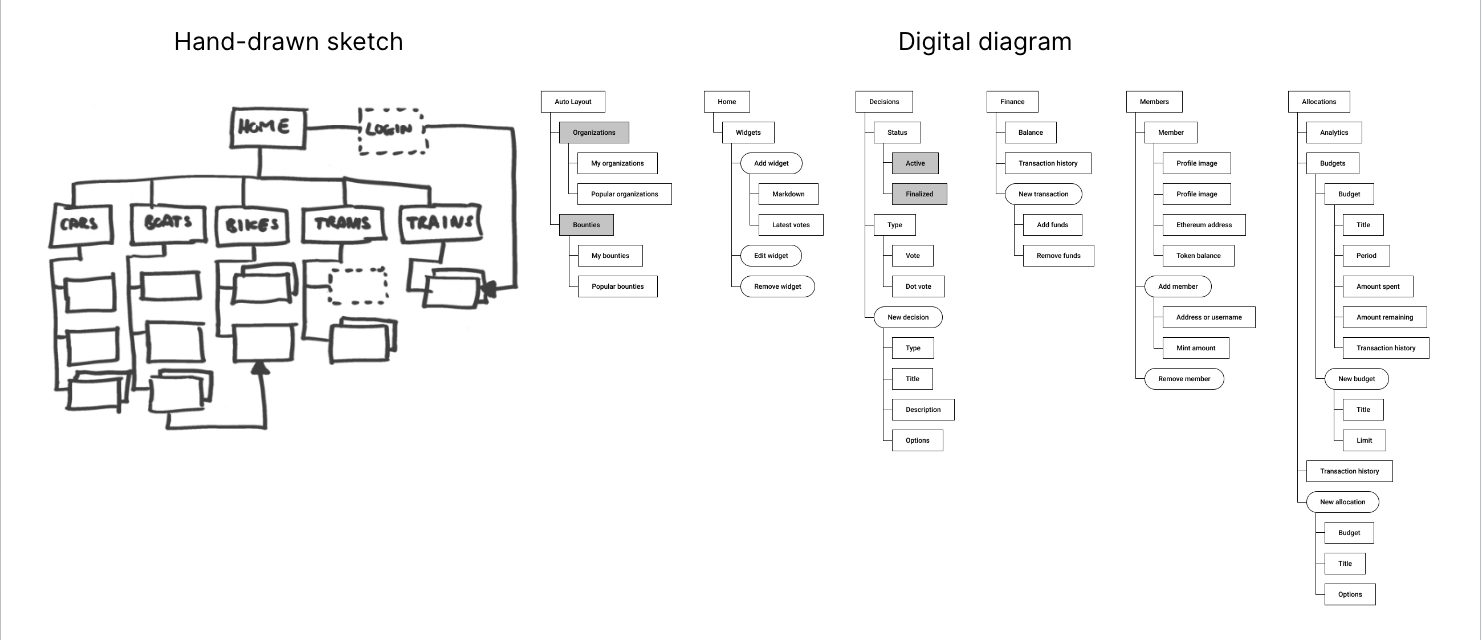 Hand-drawn sketch
HOME
LOGIN
CARS
BOATS
BIKES
TRAMS
TRAINS
Digital diagram
Auto Layout
Organizations
My organizations
Popular organizations
Bounties
My bounties
Popular bounties
Home
Widgets
Add widget
Markdown
Latest votes
Edit widget
Remove widget
Decisions
Status
Active
Finalized
Type
Vote
Dot vote
New decision
Type
Title
Description
Options
Finance
Balance
Transaction history
New transaction
Add funds
Remove funds
Members
Member
Profile image
Profile image
Ethereum address
Token balance
Add member
Address or username
Mint amount
Remove member
Allocations
Analytics
Budgets
Budget
Title
Period
Amount spent
Amount remaining
Transaction history
New budget
Title
Limit
Transaction history
New allocation
Budget
Title
Options